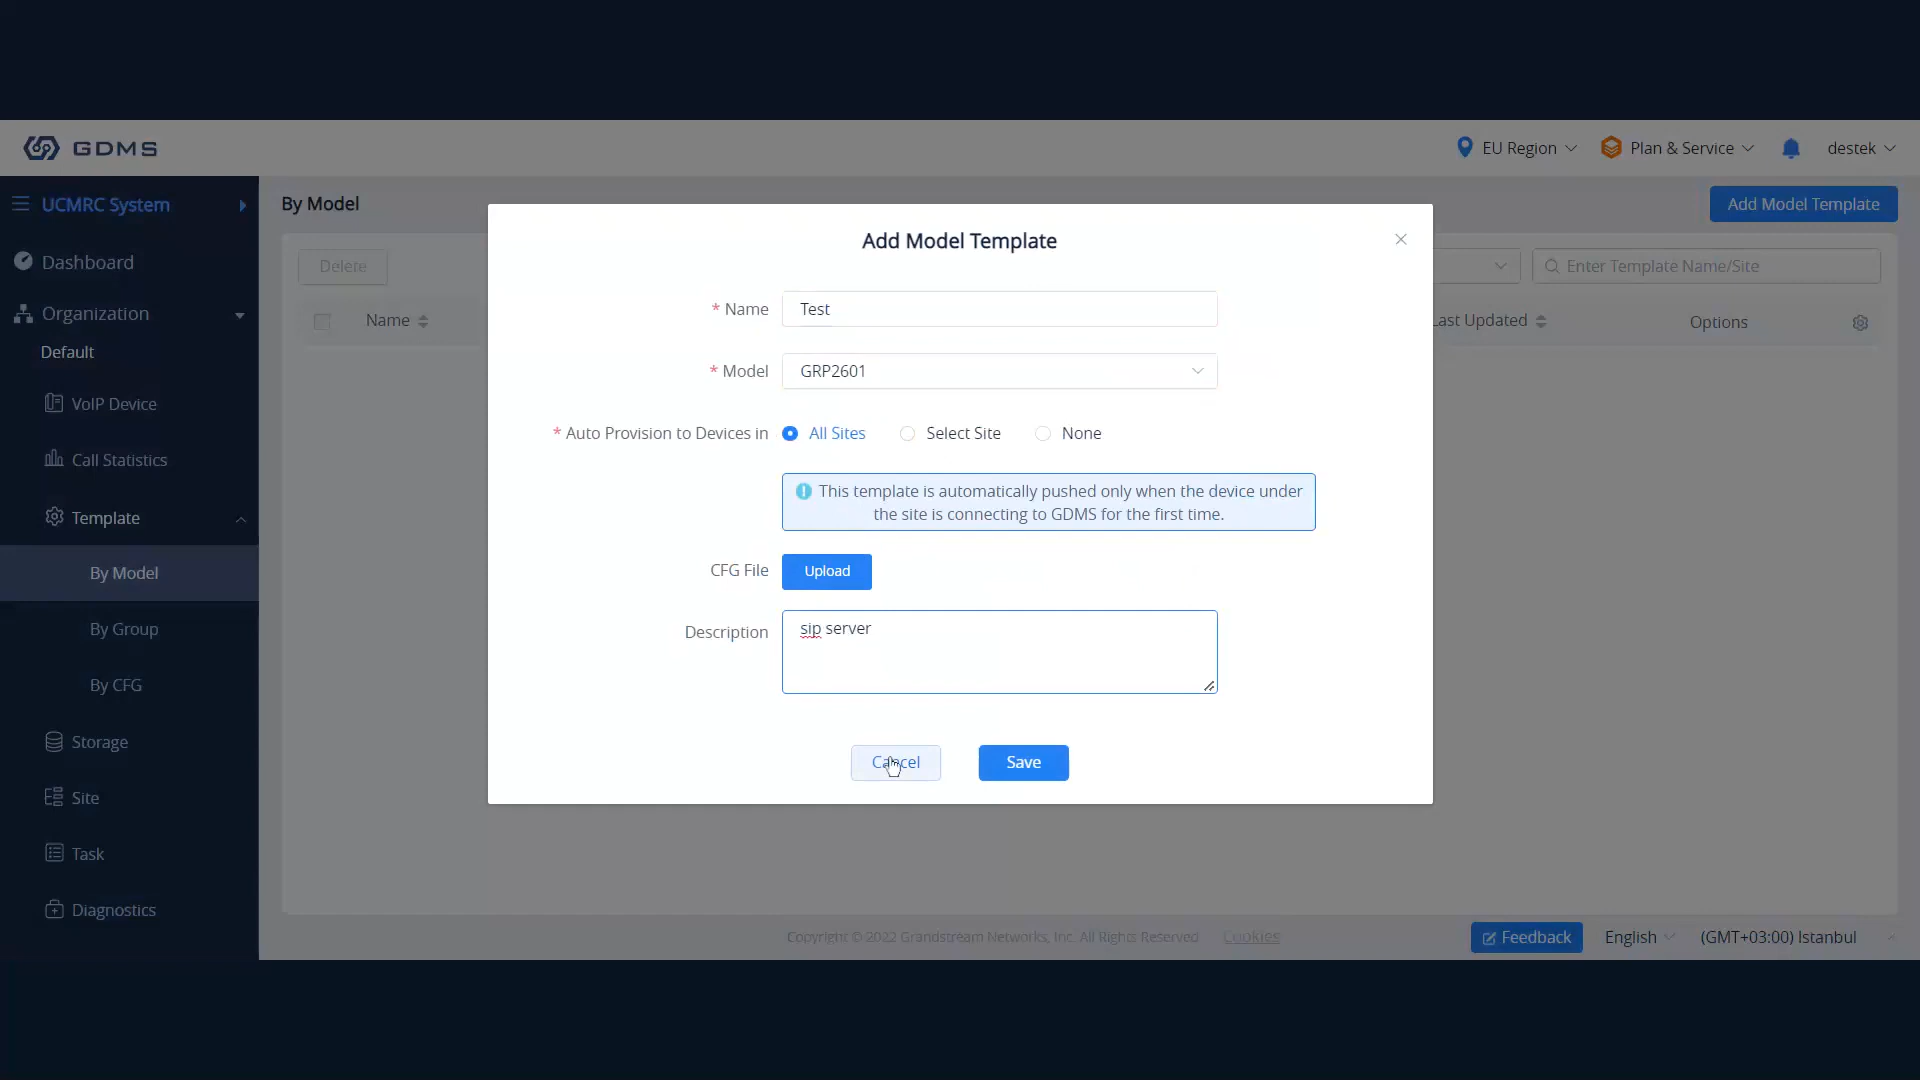 GDMS
EU Region
Plan & Service
destek
UCMRC System
By Model
Add Model Template
Dashboard
Organization
Default
VoIP Device
Call Statistics
Template
By Model
By Group
By CFG
Storage
Site
Task
Diagnostics
Delete
Enter Template Name/Site
Name
Last Updated
Options
Add Model Template
* Name
Test
* Model
GRP2601
* Auto Provision to Devices in
All Sites
Select Site
None
This template is automatically pushed only when the device under
the site is connecting to GDMS for the first time.
CFG File
Upload
Description
sip server
Cancel
Save
Copyright © 2022 Grandstream Networks, Inc. All Rights Reserved
Cookies
Feedback
English
(GMT+03:00) Istanbul